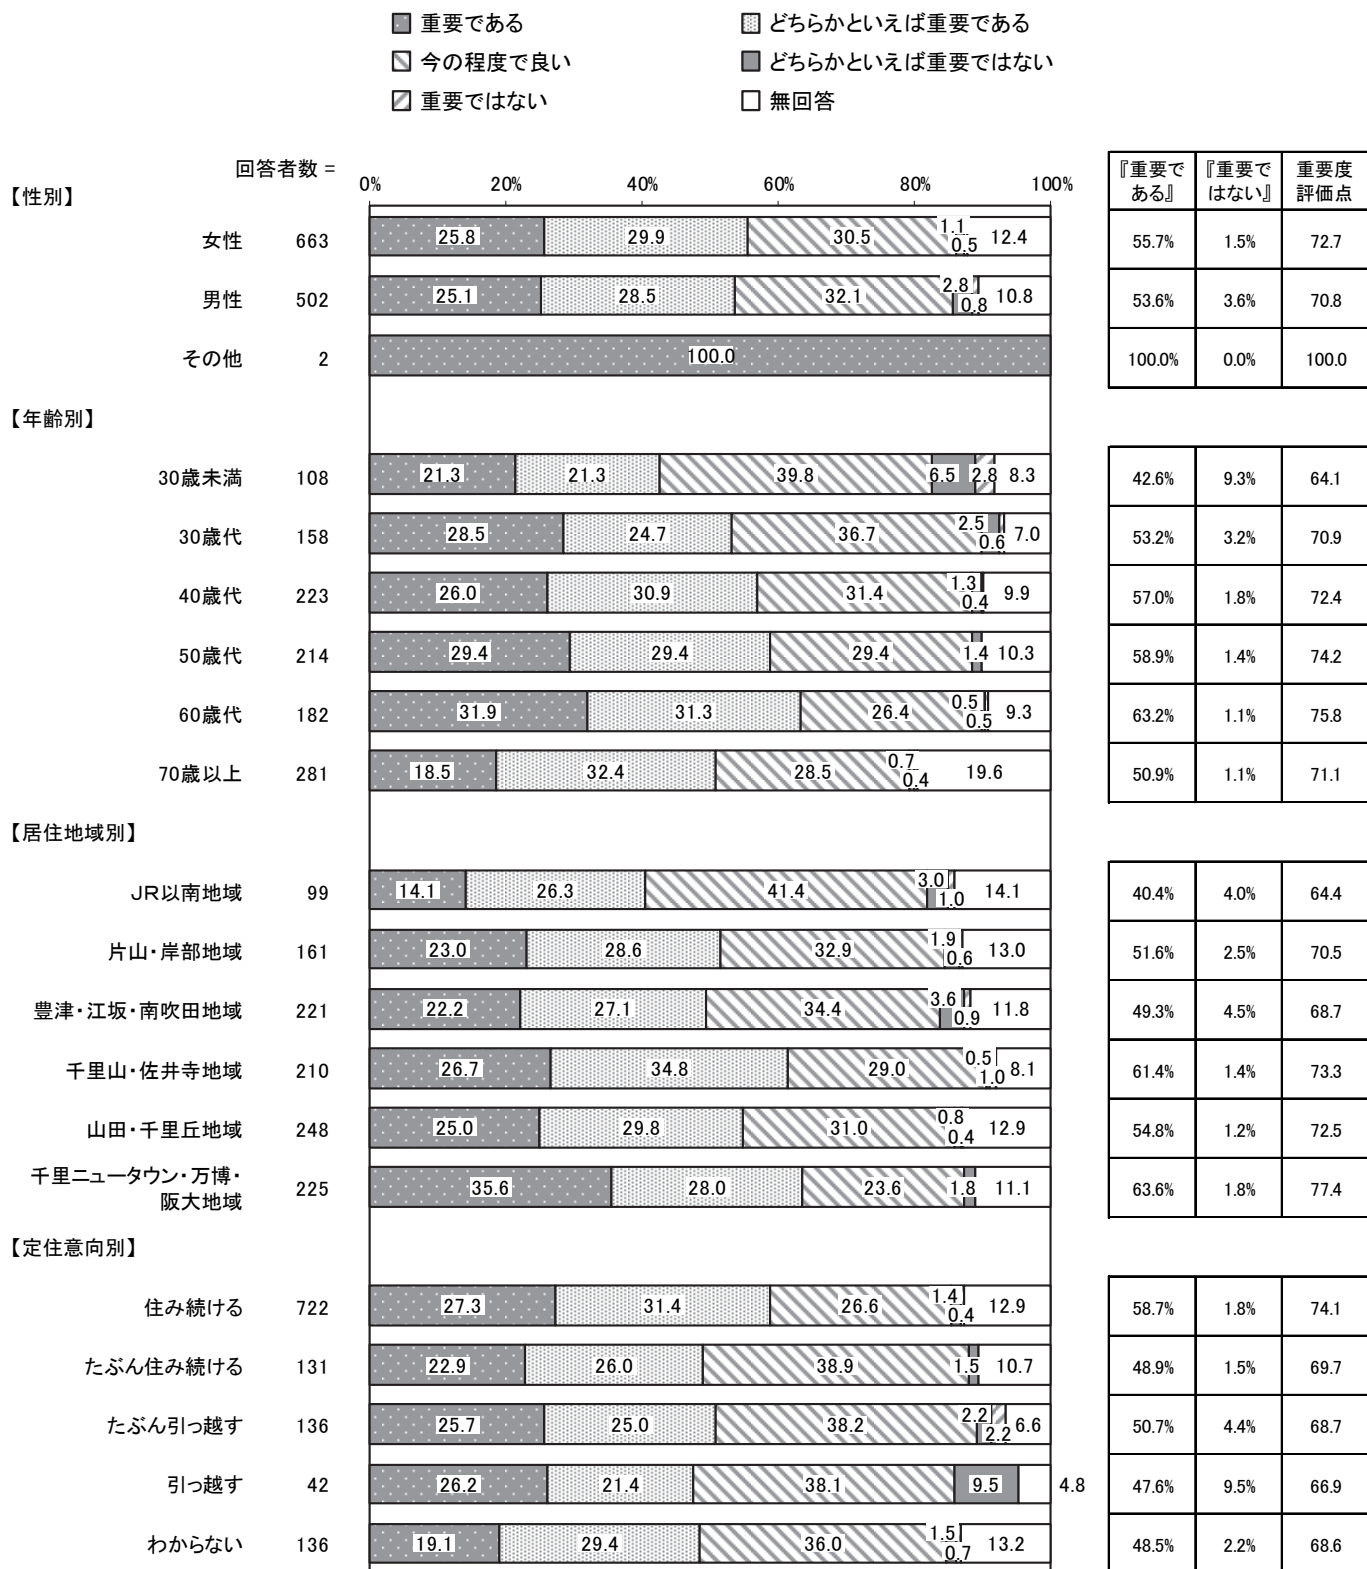 重要である どちらかといえば重要である
今の程度で良い どちらかといえば重要ではない
重要ではない 無回答
回答者数 =
0% 20% 40% 60% 80% 100%
『重要である』 『重要ではない』 重要度評価点
【性別】
女性 663 25.8 29.9 30.5 1.1 0.5 12.4 55.7% 1.5% 72.7
男性 502 25.1 28.5 32.1 2.8 0.8 10.8 53.6% 3.6% 70.8
その他 2 100.0 100.0% 0.0% 100.0
【年齢別】
30歳未満 108 21.3 21.3 39.8 6.5 2.8 8.3 42.6% 9.3% 64.1
30歳代 158 28.5 24.7 36.7 2.5 0.6 7.0 53.2% 3.2% 70.9
40歳代 223 26.0 30.9 31.4 1.3 0.4 9.9 57.0% 1.8% 72.4
50歳代 214 29.4 29.4 29.4 1.4 10.3 58.9% 1.4% 74.2
60歳代 182 31.9 31.3 26.4 0.5 0.5 9.3 63.2% 1.1% 75.8
70歳以上 281 18.5 32.4 28.5 0.7 0.4 19.6 50.9% 1.1% 71.1
【居住地域別】
JR以南地域 99 14.1 26.3 41.4 3.0 1.0 14.1 40.4% 4.0% 64.4
片山・岸部地域 161 23.0 28.6 32.9 1.9 0.6 13.0 51.6% 2.5% 70.5
豊津・江坂・南吹田地域 221 22.2 27.1 34.4 3.6 0.9 11.8 49.3% 4.5% 68.7
千里山・佐井寺地域 210 26.7 34.8 29.0 0.5 1.0 8.1 61.4% 1.4% 73.3
山田・千里丘地域 248 25.0 29.8 31.0 0.8 0.4 12.9 54.8% 1.2% 72.5
千里ニュータウン・万博・
阪大地域 225 35.6 28.0 23.6 1.8 11.1 63.6% 1.8% 77.4
【定住意向別】
住み続ける 722 27.3 31.4 26.6 1.4 0.4 12.9 58.7% 1.8% 74.1
たぶん住み続ける 131 22.9 26.0 38.9 1.5 10.7 48.9% 1.5% 69.7
たぶん引っ越す 136 25.7 25.0 38.2 2.2 2.2 6.6 50.7% 4.4% 68.7
引っ越す 42 26.2 21.4 38.1 9.5 4.8 47.6% 9.5% 66.9
わからない 136 19.1 29.4 36.0 1.5 0.7 13.2 48.5% 2.2% 68.6